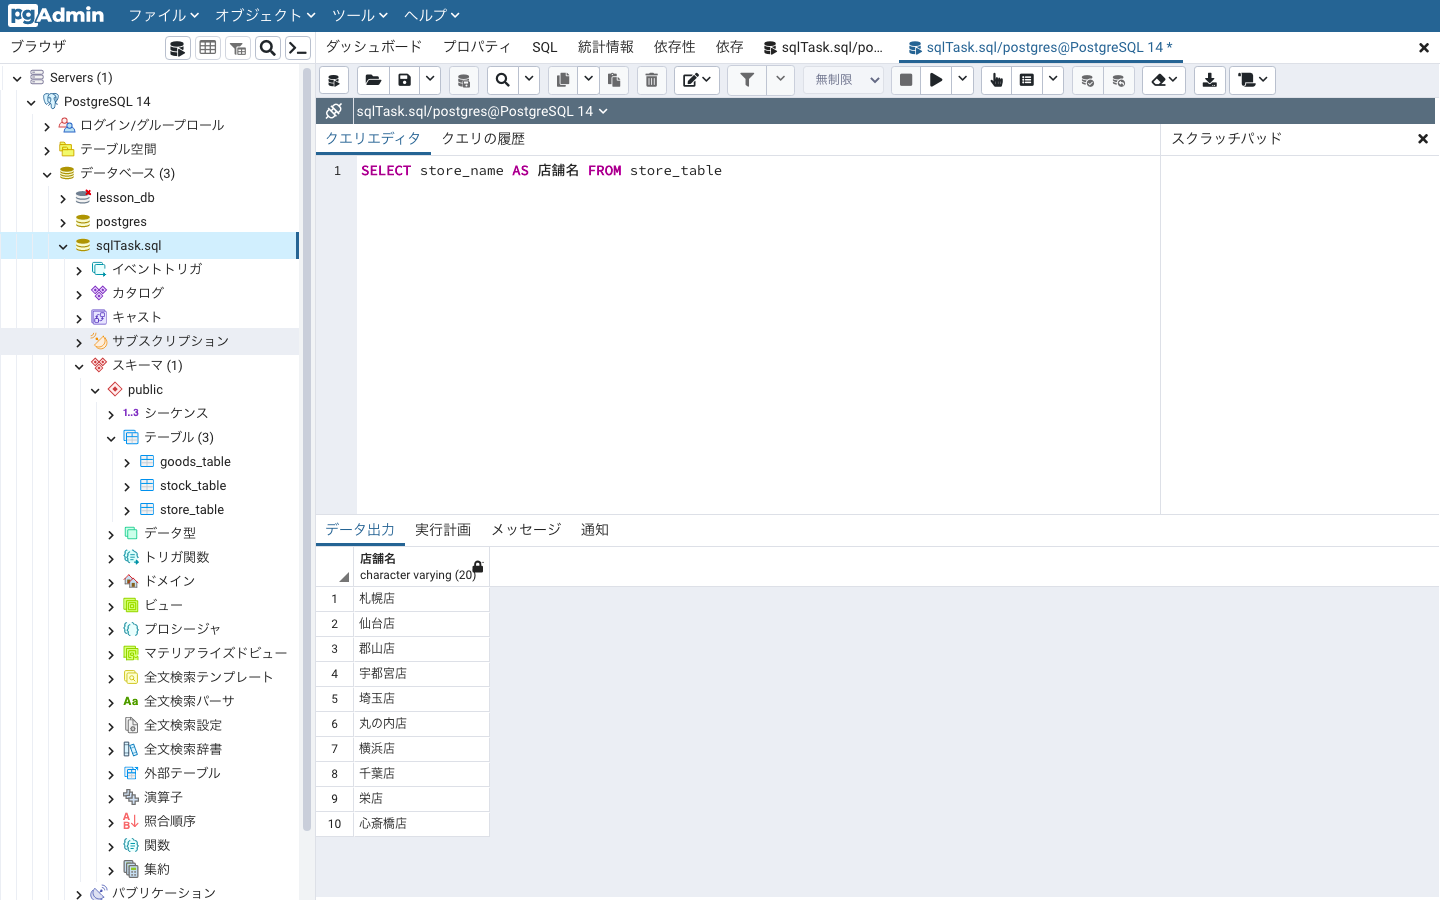 pgAdmin ファイル オブジェクト ツール ヘルプ
ブラウザ
ダッシュボード プロパティ SQL 統計情報 依存性 依存 sqlTask.sql/po... sqlTask.sql/postgres@PostgreSQL 14 *
Servers (1)
PostgreSQL 14
ログイン/グループロール
テーブル空間
データベース (3)
lesson_db
postgres
sqlTask.sql
イベントトリガ
カタログ
キャスト
サブスクリプション
スキーマ (1)
public
1..3 シーケンス
テーブル (3)
goods_table
stock_table
store_table
データ型
トリガ関数
ドメイン
ビュー
プロシージャ
マテリアライズドビュー
全文検索テンプレート
Aa 全文検索パーサ
全文検索設定
全文検索辞書
外部テーブル
演算子
照合順序
関数
集約
パブリケーション
無制限
sqlTask.sql/postgres@PostgreSQL 14
クエリエディタ クエリの履歴
スクラッチパッド
1 SELECT store_name AS 店舗名 FROM store_table
データ出力 実行計画 メッセージ 通知
店舗名
character varying (20)
1 札幌店
2 仙台店
3 郡山店
4 宇都宮店
5 埼玉店
6 丸の内店
7 横浜店
8 千葉店
9 栄店
10 心斎橋店